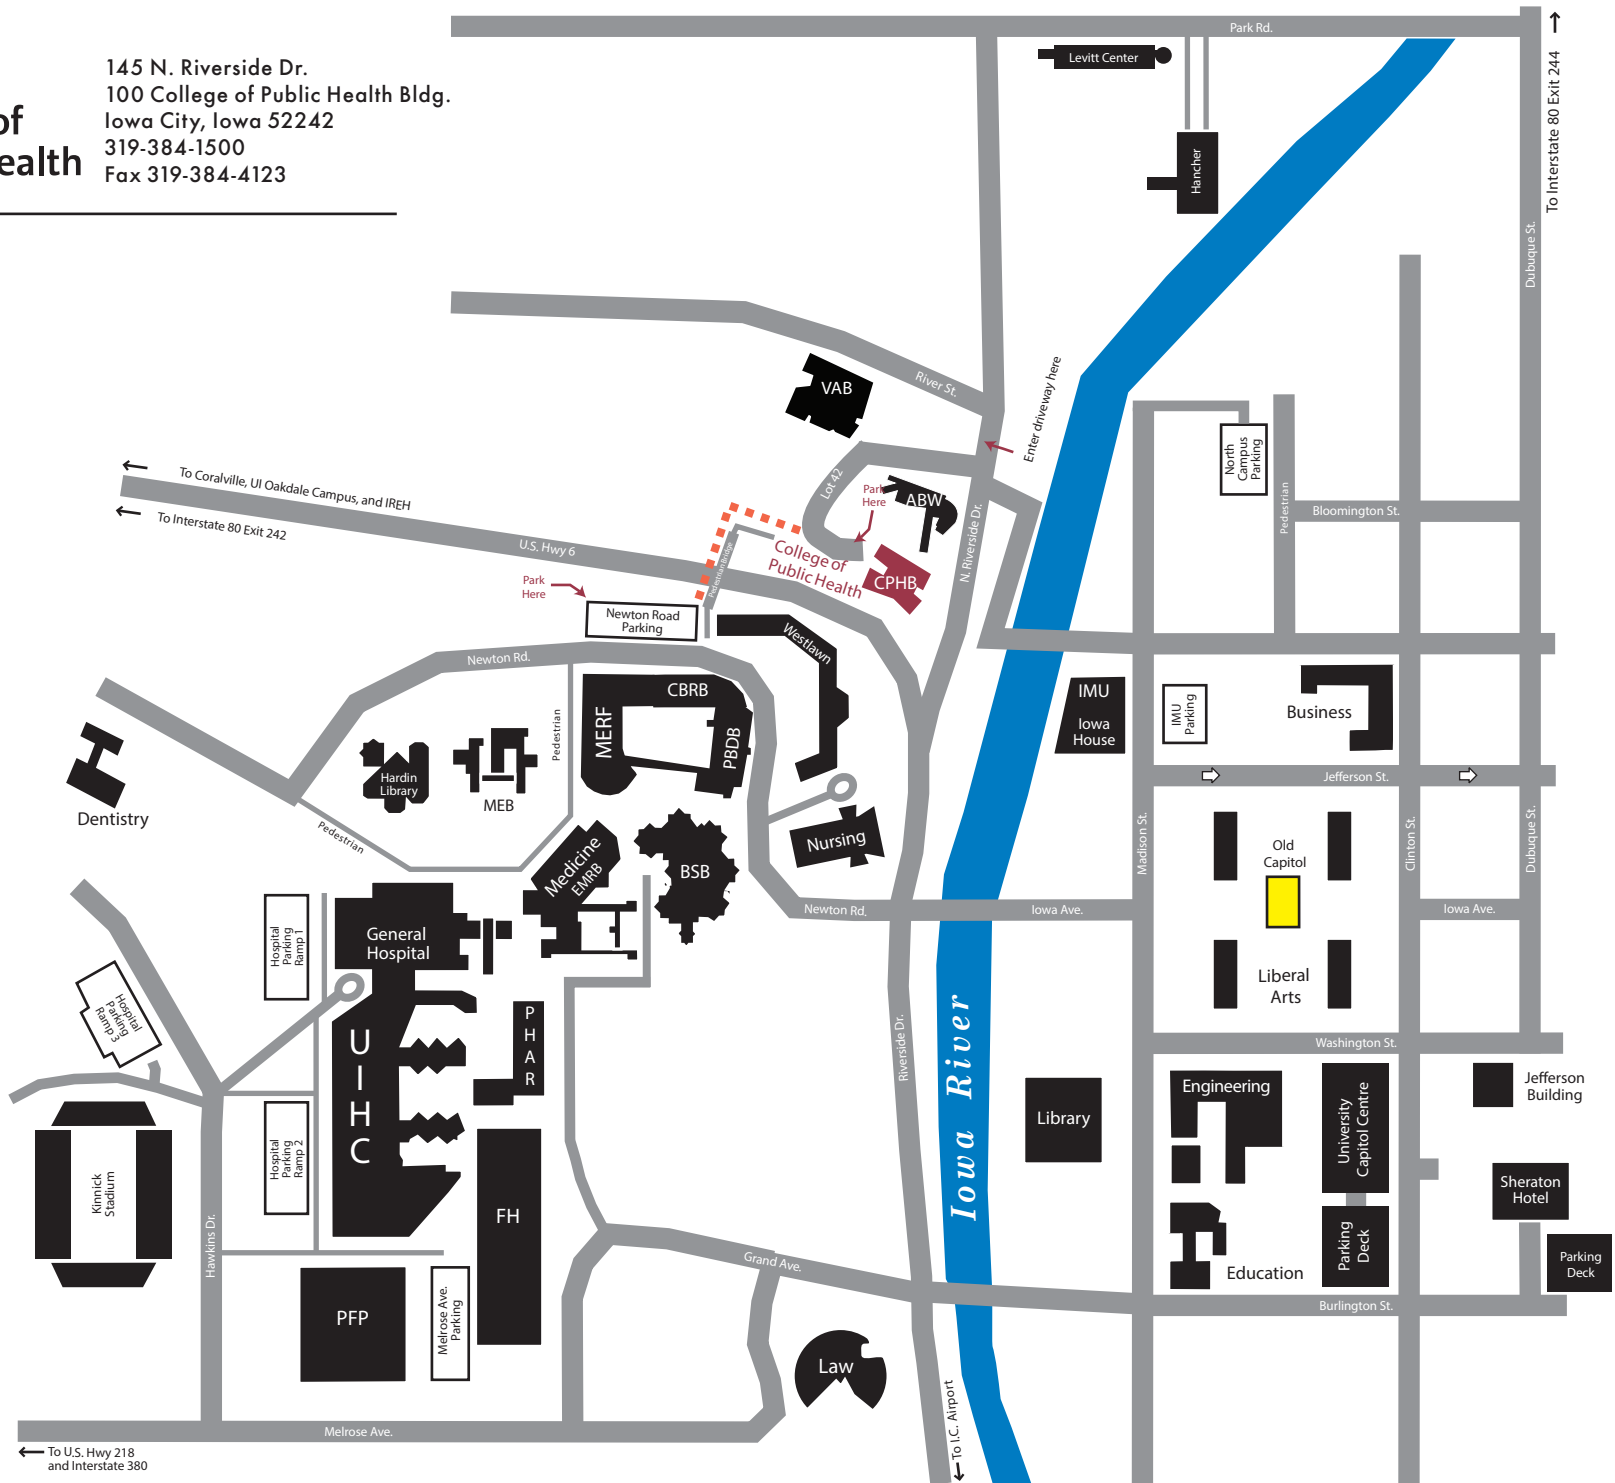 of
ealth
145 N. Riverside Dr.
100 College of Public Health Bldg.
Iowa City, Iowa 52242
319-384-1500
Fax 319-384-4123
Park Rd.
Levitt Center
Hancher
To Interstate 80 Exit 244
Dubuque St.
River St.
VAB
Enter driveway here
Lot 42
Park
Here
ABW
North
Campus
Parking
Pedestrian
Bloomington St.
To Coralville, UI Oakdale Campus, and IREH
To Interstate 80 Exit 242
U.S. Hwy 6
Pedestrian Bridge
College of
Public Health
CPHB
N. Riverside Dr.
Park
Here
Newton Road
Parking
Westlawn
Newton Rd.
CBRB
MERF
PBDB
Pedestrian
Hardin
Library
MEB
Dentistry
Pedestrian
IMU
Iowa
House
IMU
Parking
Business
Jefferson St.
Madison St.
Clinton St.
Dubuque St.
Old
Capitol
Nursing
Medicine
EMRB
BSB
Newton Rd.
Iowa Ave.
Iowa Ave.
General
Hospital
Hospital
Parking
Ramp 1
Hospital
Parking
Ramp 3
Liberal
Arts
Iowa River
Riverside Dr.
Washington St.
P
H
A
R
U
I
H
C
Engineering
University
Capitol Centre
Jefferson
Building
Library
Hospital
Parking
Ramp 2
Kinnick
Stadium
Hawkins Dr.
FH
Sheraton
Hotel
Parking
Deck
Parking
Deck
Education
Grand Ave.
Burlington St.
PFP
Melrose Ave.
Parking
Law
To I.C. Airport
Melrose Ave.
To U.S. Hwy 218
and Interstate 380